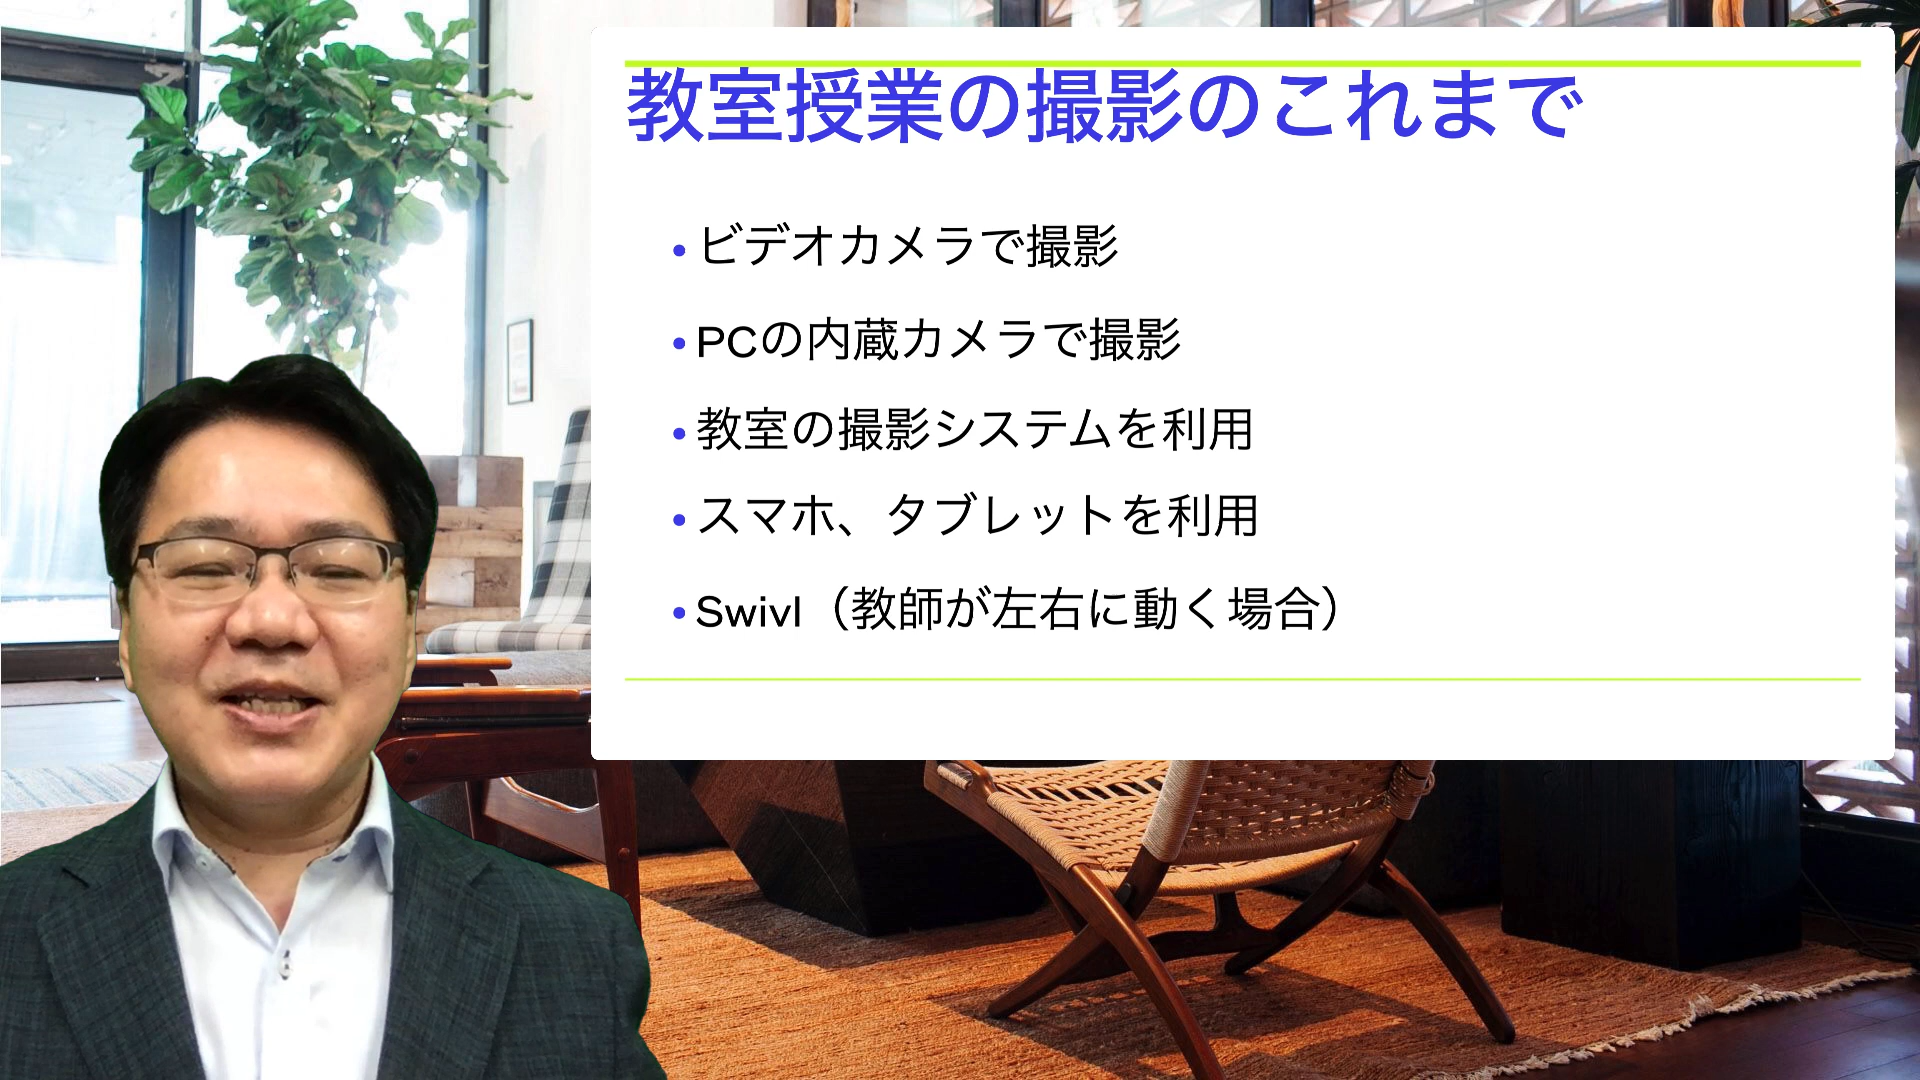 教室授業の撮影のこれまで
•ビデオカメラで撮影
•PCの内蔵カメラで撮影
•教室の撮影システムを利用
•スマホ、タブレットを利用
•Swivl（教師が左右に動く場合）